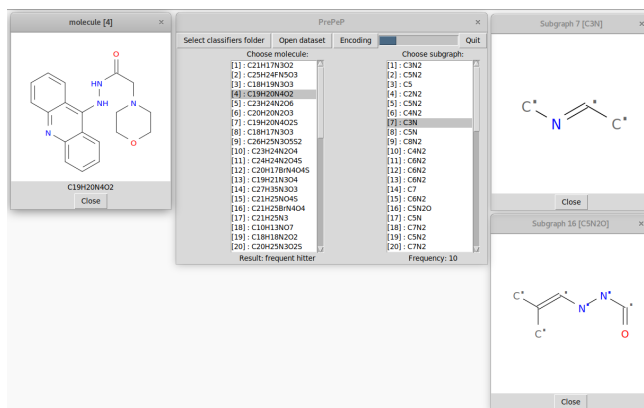 molecule [4]
×
O
HN
NH
N
N
O
C19H20N4O2
Close
PrePeP
×
Select classifiers folder
Open dataset
Encoding
Quit
Choose molecule:
[1] : C21H17N3O2
[2] : C25H24FN5O3
[3] : C18H19N3O3
[4] : C19H20N4O2
[5] : C23H24N2O6
[6] : C20H20N2O3
[7] : C19H20N4O2S
[8] : C18H17N3O3
[9] : C26H25N3O5S2
[10] : C23H24N2O4
[11] : C24H24N2O4S
[12] : C20H17BrN4O4S
[13] : C19H21N3O4
[14] : C27H35N3O3
[15] : C21H25NO4S
[16] : C21H25BrN4O4
[17] : C21H25N3
[18] : C10H13NO7
[19] : C18H18N2O2
[20] : C20H25N3O2S
Result: frequent hitter
Choose subgraph:
[1] : C3N2
[2] : C5N2
[3] : C5
[4] : C2N2
[5] : C6N2
[6] : C4N2
[7] : C3N
[8] : C5N
[9] : C8N2
[10] : C4N2
[11] : C6N2
[12] : C6N2
[13] : C6N2
[14] : C7
[15] : C6N2
[16] : C5N2O
[17] : C5N
[18] : C7N2
[19] : C5N2
[20] : C7N2
Frequency: 10
Subgraph 7 [C3N]
×
C*
*
N
C*
Close
Subgraph 16 [C5N2O]
×
C*
*
N*
*
N*
C*
O
Close